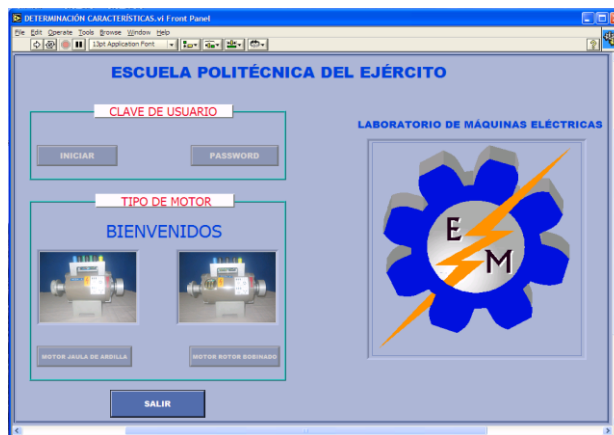 DETERMINACIÓN CARACTERÍSTICAS.vi Front Panel
File Edit Operate Tools Browse Window Help
13pt Application Font
ESCUELA POLITÉCNICA DEL EJÉRCITO
CLAVE DE USUARIO
INICIAR PASSWORD
LABORATORIO DE MÁQUINAS ELÉCTRICAS
TIPO DE MOTOR
BIENVENIDOS
E
M
MOTOR JAULA DE ARDILLA MOTOR ROTOR BOBINADO
SALIR